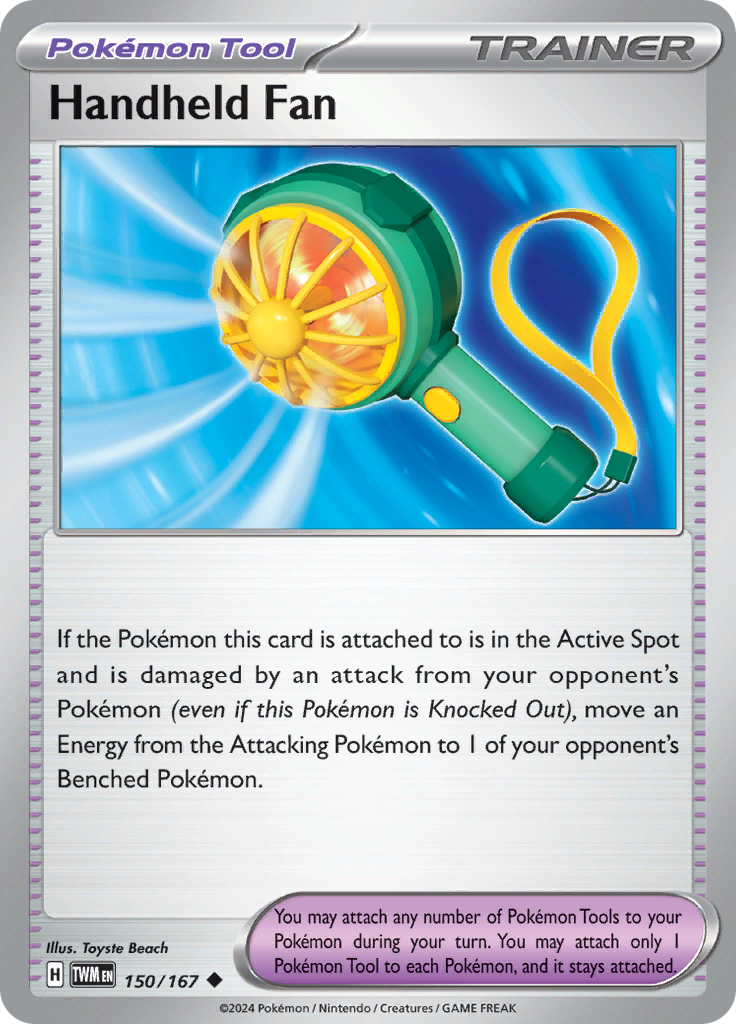 Pokémon Tool
TRAINER
Handheld Fan
If the Pokémon this card is attached to is in the Active Spot
and is damaged by an attack from your opponent's
Pokémon (even if this Pokémon is Knocked Out), move an
Energy from the Attacking Pokémon to 1 of your opponent's
Benched Pokémon.
You may attach any number of Pokémon Tools to your
Pokémon during your turn. You may attach only 1
Pokémon Tool to each Pokémon, and it stays attached.
Illus. Toyste Beach
H TWM EN 150/167
©2024 Pokémon / Nintendo / Creatures / GAME FREAK